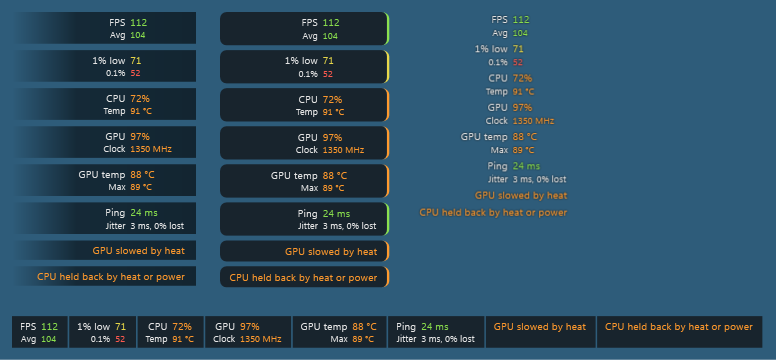 FPS 112
Avg 104
1% low 71
0.1% 52
CPU 72%
Temp 91 °C
GPU 97%
Clock 1350 MHz
GPU temp 88 °C
Max 89 °C
Ping 24 ms
Jitter 3 ms, 0% lost
GPU slowed by heat
CPU held back by heat or power
FPS 112
Avg 104
1% low 71
0.1% 52
CPU 72%
Temp 91 °C
GPU 97%
Clock 1350 MHz
GPU temp 88 °C
Max 89 °C
Ping 24 ms
Jitter 3 ms, 0% lost
GPU slowed by heat
CPU held back by heat or power
FPS 112
Avg 104
1% low 71
0.1% 52
CPU 72%
Temp 91 °C
GPU 97%
Clock 1350 MHz
GPU temp 88 °C
Max 89 °C
Ping 24 ms
Jitter 3 ms, 0% lost
GPU slowed by heat
CPU held back by heat or power
FPS 112
Avg 104
1% low 71
0.1% 52
CPU 72%
Temp 91 °C
GPU 97%
Clock 1350 MHz
GPU temp 88 °C
Max 89 °C
Ping 24 ms
Jitter 3 ms, 0% lost
GPU slowed by heat
CPU held back by heat or power